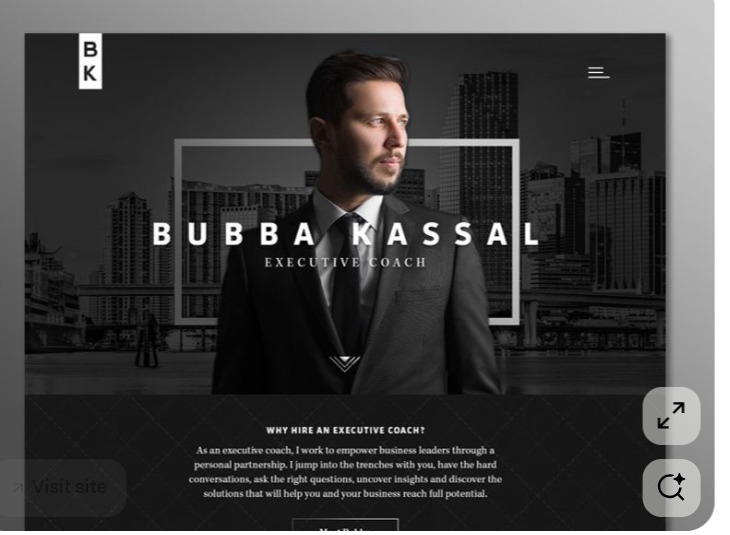 B
K
BUBBA KASSAL
EXECUTIVE COACH
WHY HIRE AN EXECUTIVE COACH?
As an executive coach, I work to empower business leaders through a
personal partnership. I jump into the trenches with you, have the hard
conversations, ask the right questions, uncover insights and discover the
solutions that will help you and your business reach full potential.
Visit site